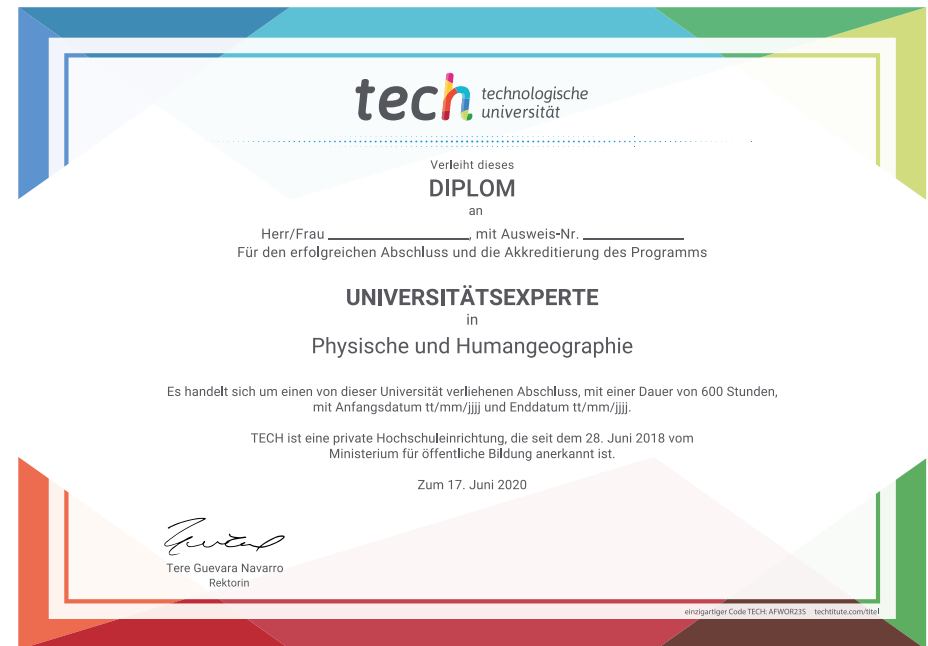 tech technologische
universität
Verleiht dieses
DIPLOM
an
Herr/Frau ____________, mit Ausweis-Nr. ____________
Für den erfolgreichen Abschluss und die Akkreditierung des Programms
UNIVERSITÄTSEXPERTE
in
Physische und Humangeographie
Es handelt sich um einen von dieser Universität verliehenen Abschluss, mit einer Dauer von 600 Stunden,
mit Anfangsdatum tt/mm/jjjj und Enddatum tt/mm/jjjj.
TECH ist eine private Hochschuleinrichtung, die seit dem 28. Juni 2018 vom
Ministerium für öffentliche Bildung anerkannt ist.
Zum 17. Juni 2020
Tere Guevara Navarro
Rektorin
einzigartiger Code TECH: AFWOR23S techtitute.com/titel